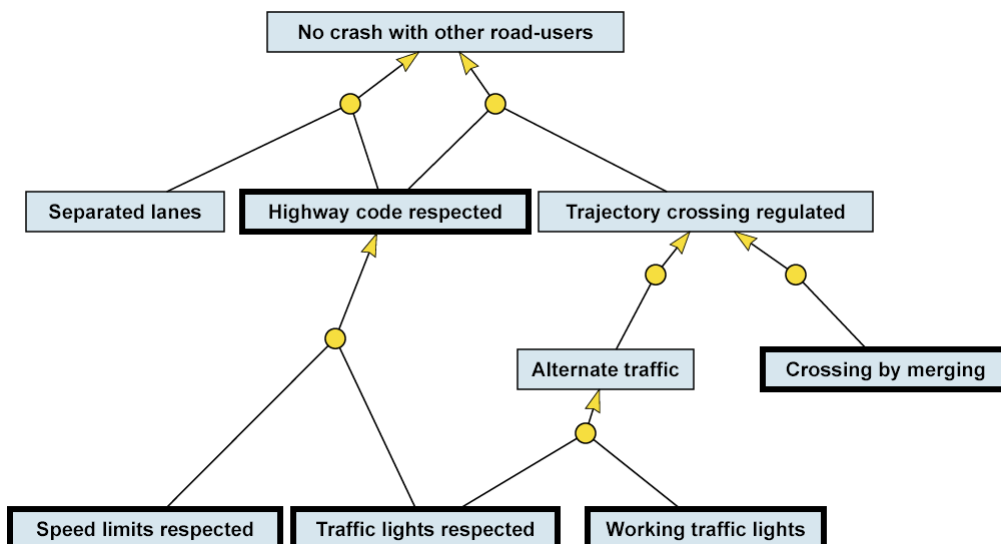 No crash with other road-users
Separated lanes
Highway code respected
Trajectory crossing regulated
Alternate traffic
Crossing by merging
Speed limits respected
Traffic lights respected
Working traffic lights